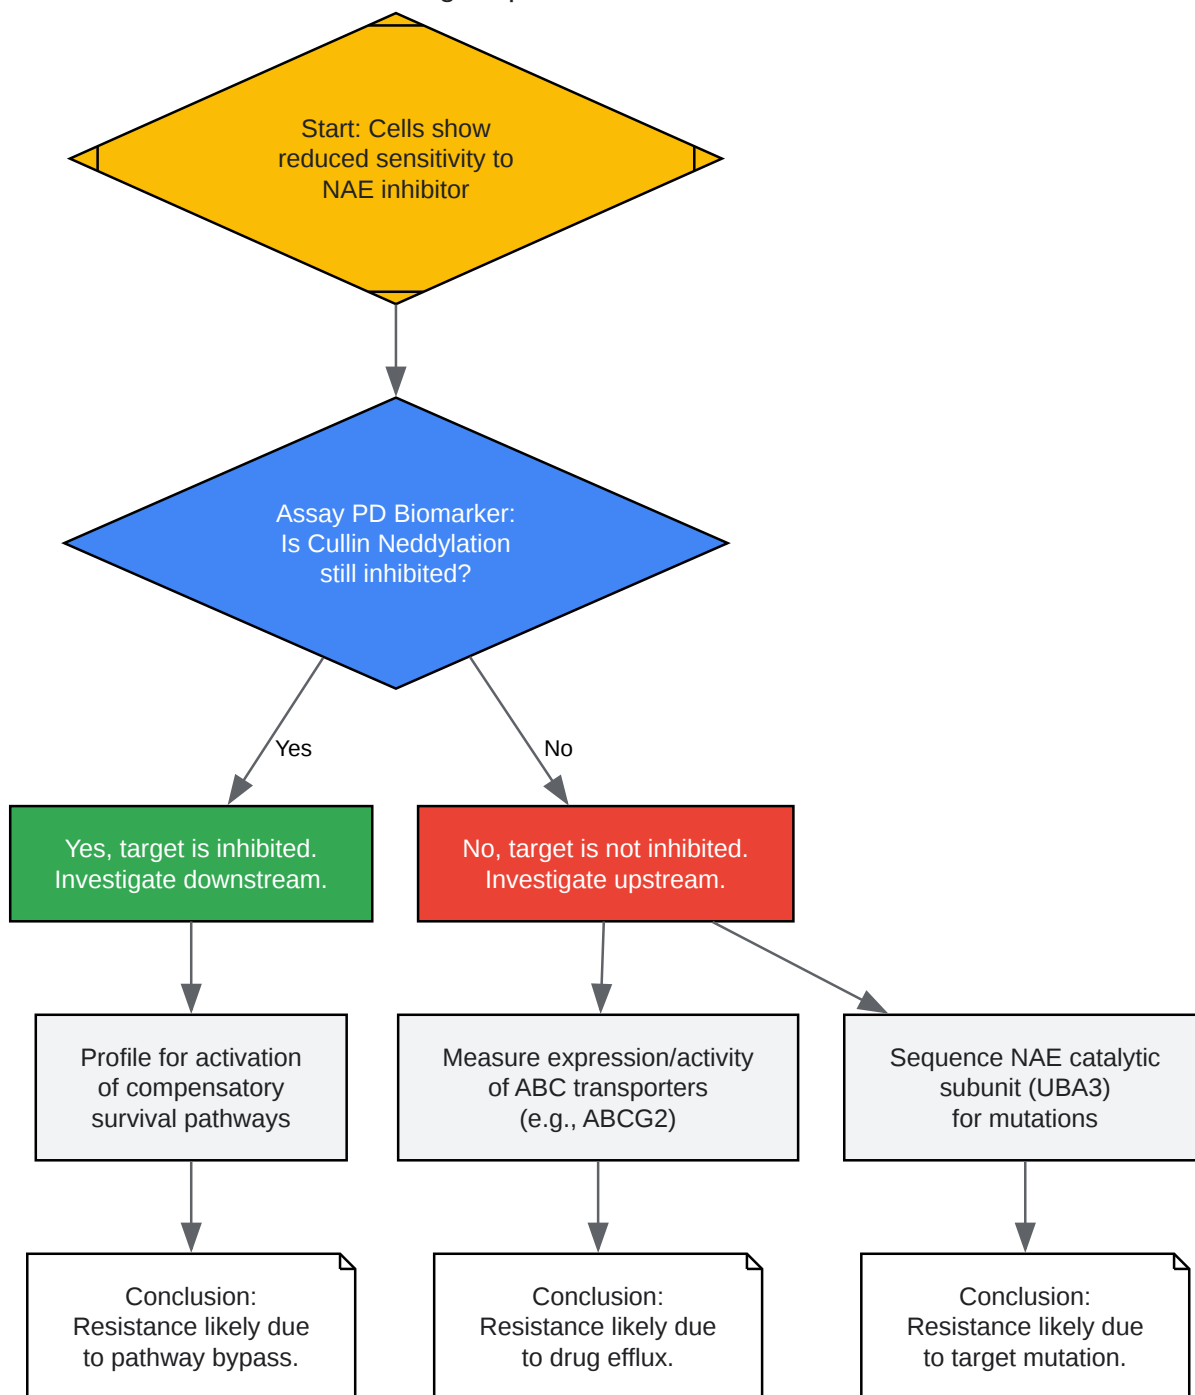 Start: Cells show
reduced sensitivity to
NAE inhibitor
Assay PD Biomarker:
Is Cullin Neddylation
still inhibited?
Yes
No
Yes, target is inhibited.
Investigate downstream.
No, target is not inhibited.
Investigate upstream.
Profile for activation
of compensatory
survival pathways
Measure expression/activity
of ABC transporters
(e.g., ABCG2)
Sequence NAE catalytic
subunit (UBA3)
for mutations
Conclusion:
Resistance likely due
to pathway bypass.
Conclusion:
Resistance likely due
to drug efflux.
Conclusion:
Resistance likely due
to target mutation.